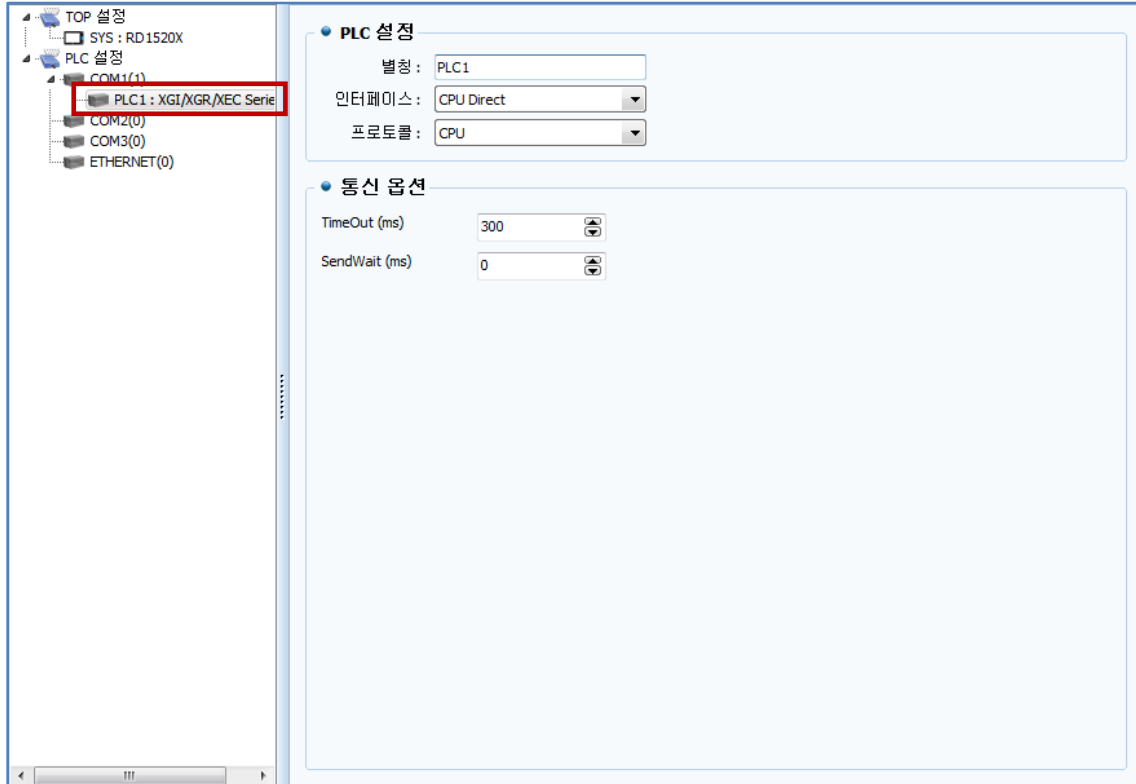 TOP 설정
SYS : RD1520X
PLC 설정
COM1(1)
PLC1 : XGI/XGR/XEC Serie
COM2(0)
COM3(0)
ETHERNET(0)
PLC 설정
별칭 : PLC1
인터페이스 : CPU Direct
프로토콜 : CPU
통신 옵션
TimeOut (ms) 300
SendWait (ms) 0